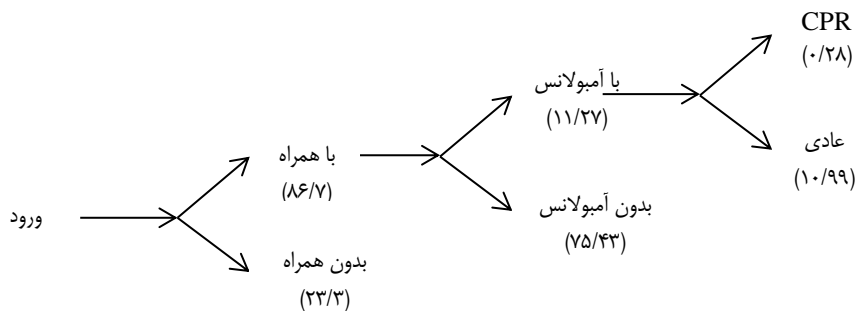 CPR
(۰/۲۸)
با آمبولانس
(۱۱/۲۷)
عادی
(۱۰/۹۹)
با همراه
(۸۶/۷)
بدون آمبولانس
(۷۵/۴۳)
ورود
بدون همراه
(۲۳/۳)